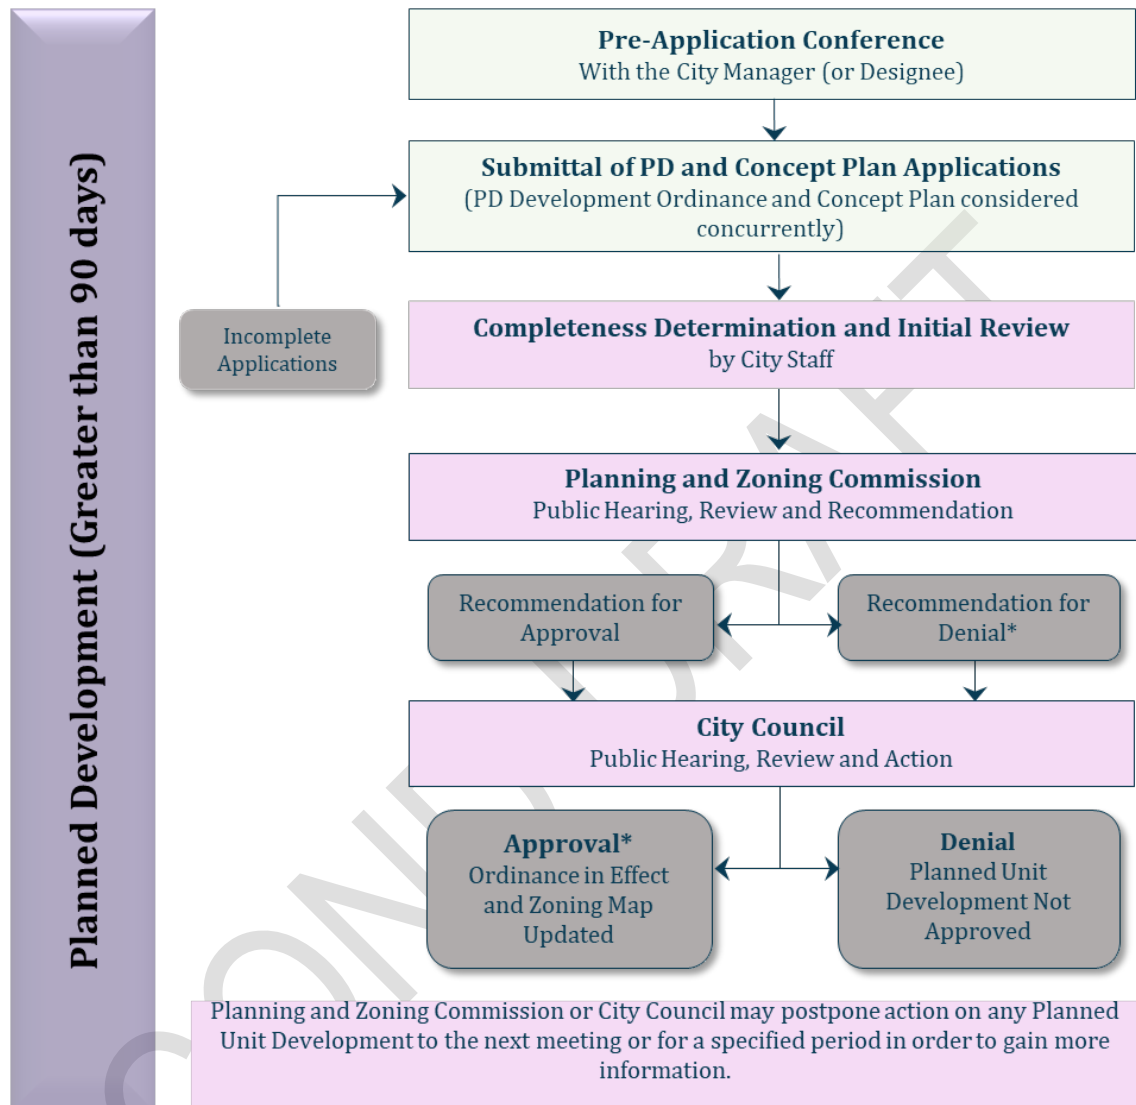 Planned Development (Greater than 90 days)
Pre-Application Conference
With the City Manager (or Designee)
Submittal of PD and Concept Plan Applications
(PD Development Ordinance and Concept Plan considered
concurrently)
Incomplete
Applications
Completeness Determination and Initial Review
by City Staff
Planning and Zoning Commission
Public Hearing, Review and Recommendation
Recommendation for
Approval
Recommendation for
Denial*
City Council
Public Hearing, Review and Action
Approval*
Ordinance in Effect
and Zoning Map
Updated
Denial
Planned Unit
Development Not
Approved
Planning and Zoning Commission or City Council may postpone action on any Planned
Unit Development to the next meeting or for a specified period in order to gain more
information.
COND DRAFT